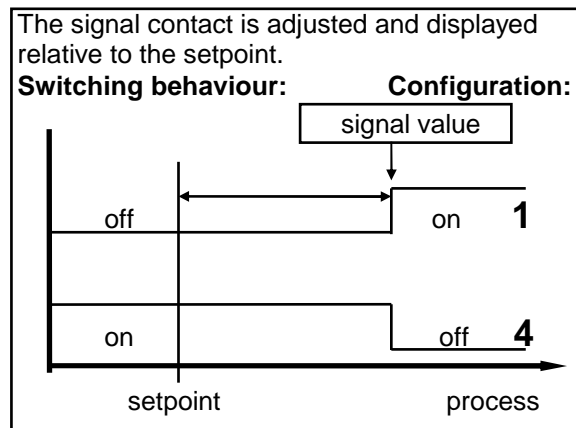 The signal contact is adjusted and displayed
relative to the setpoint.
Switching behaviour: Configuration:
signal value
off on 1
on off 4
setpoint process